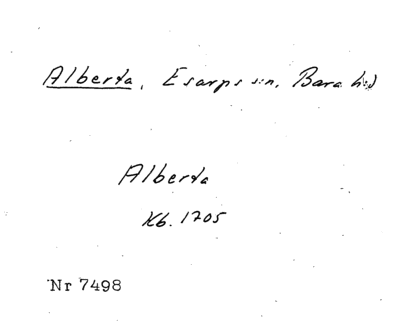 Alberta, Esarps sn, Bara hd
Alberta
Kb. 1705
Nr 7498